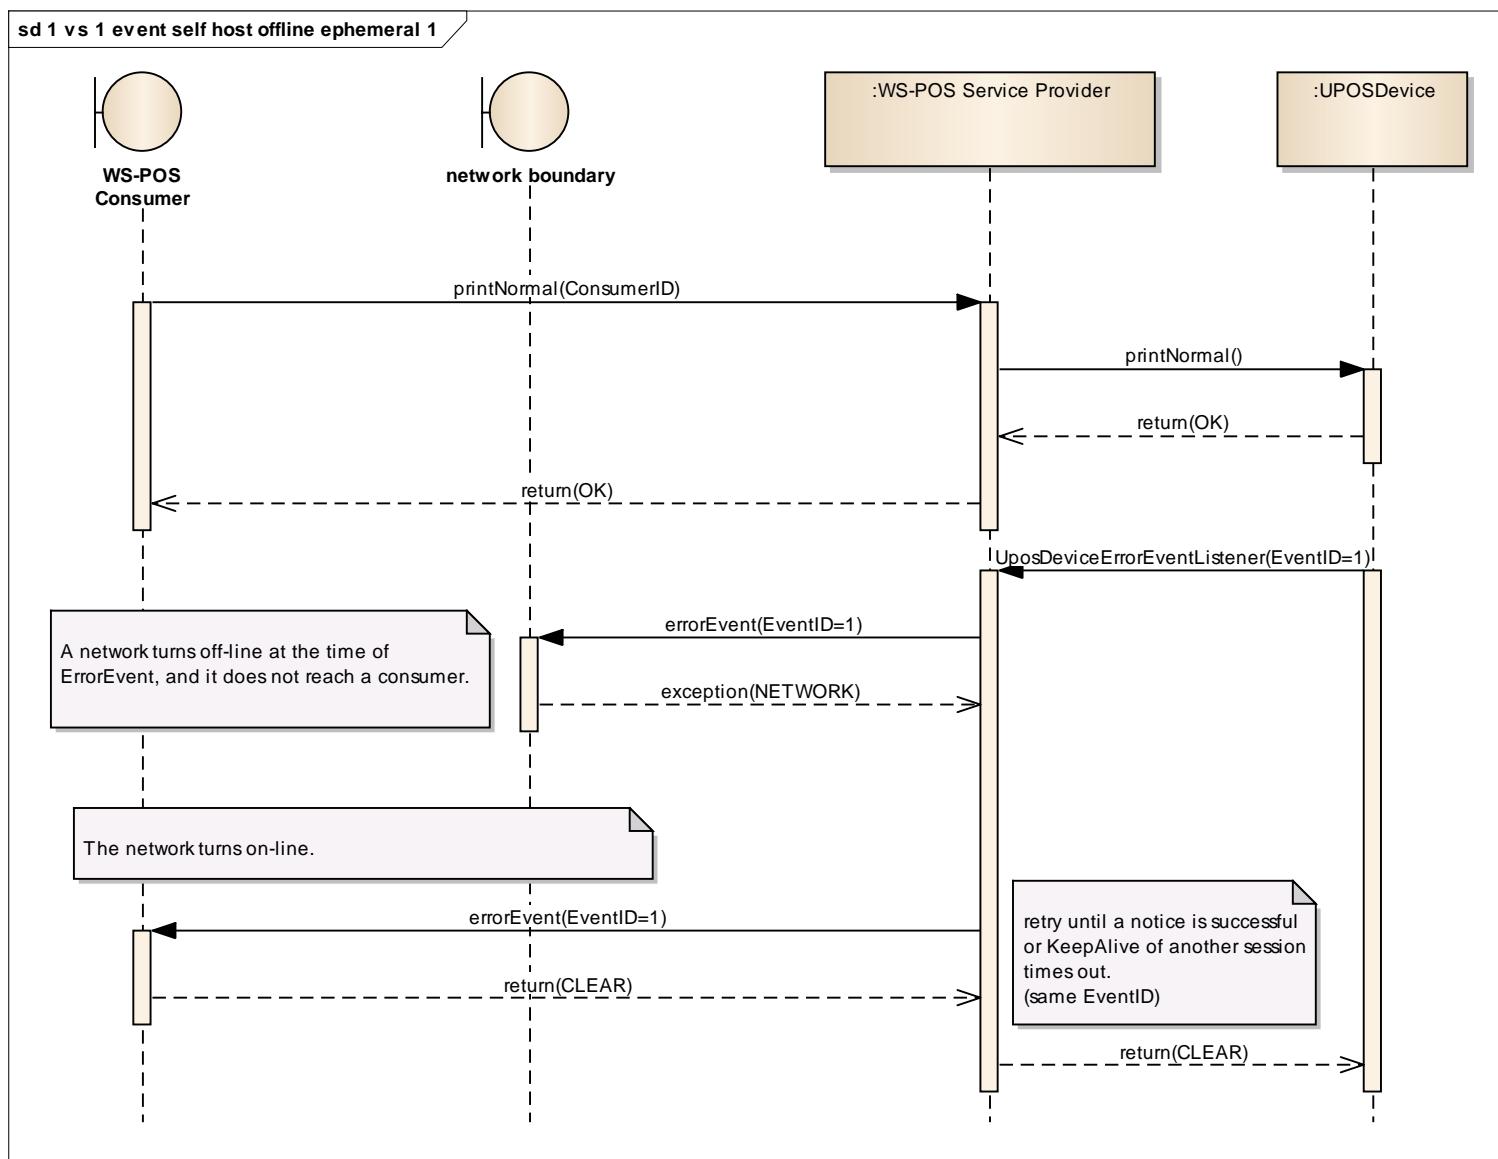 sd 1 vs 1 event self host offline ephemeral 1
:WS-POS Service Provider
:UPOSDevice
WS-POS
Consumer
network boundary
printNormal(ConsumerID)
printNormal()
return(OK)
return(OK)
UposDeviceErrorEventListener(EventID=1)
errorEvent(EventID=1)
A network turns off-line at the time of
ErrorEvent, and it does not reach a consumer.
exception(NETWORK)
The network turns on-line.
errorEvent(EventID=1)
retry until a notice is successful
or KeepAlive of another session
times out.
(same EventID)
return(CLEAR)
return(CLEAR)